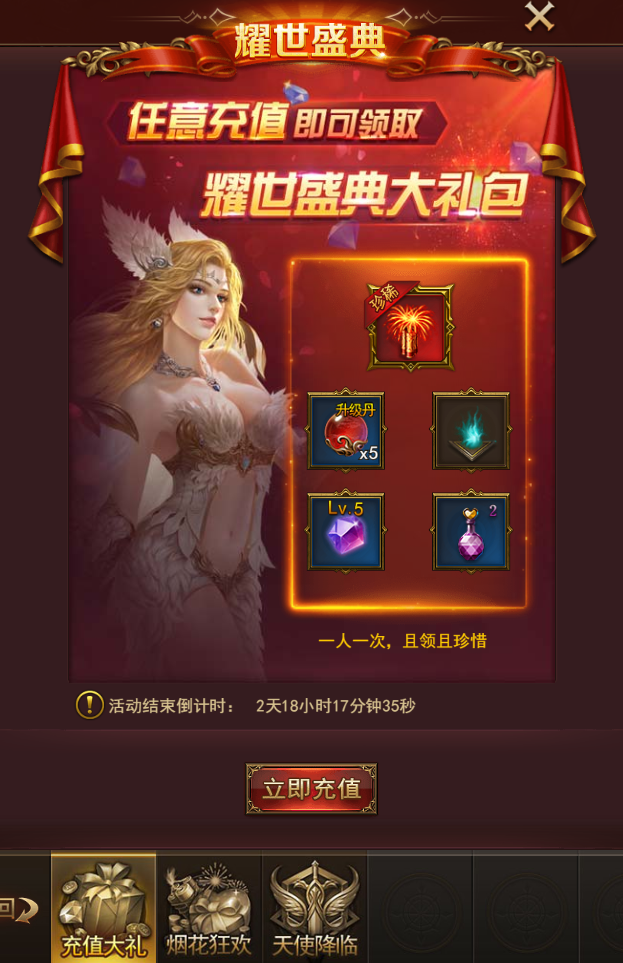 耀世盛典
任意充值即可领取
耀世盛典大礼包
珍稀
升级丹
x5
Lv.5
2
一人一次，且领且珍惜
活动结束倒计时： 2天18小时17分钟35秒
立即充值
回
充值大礼 烟花狂欢 天使降临